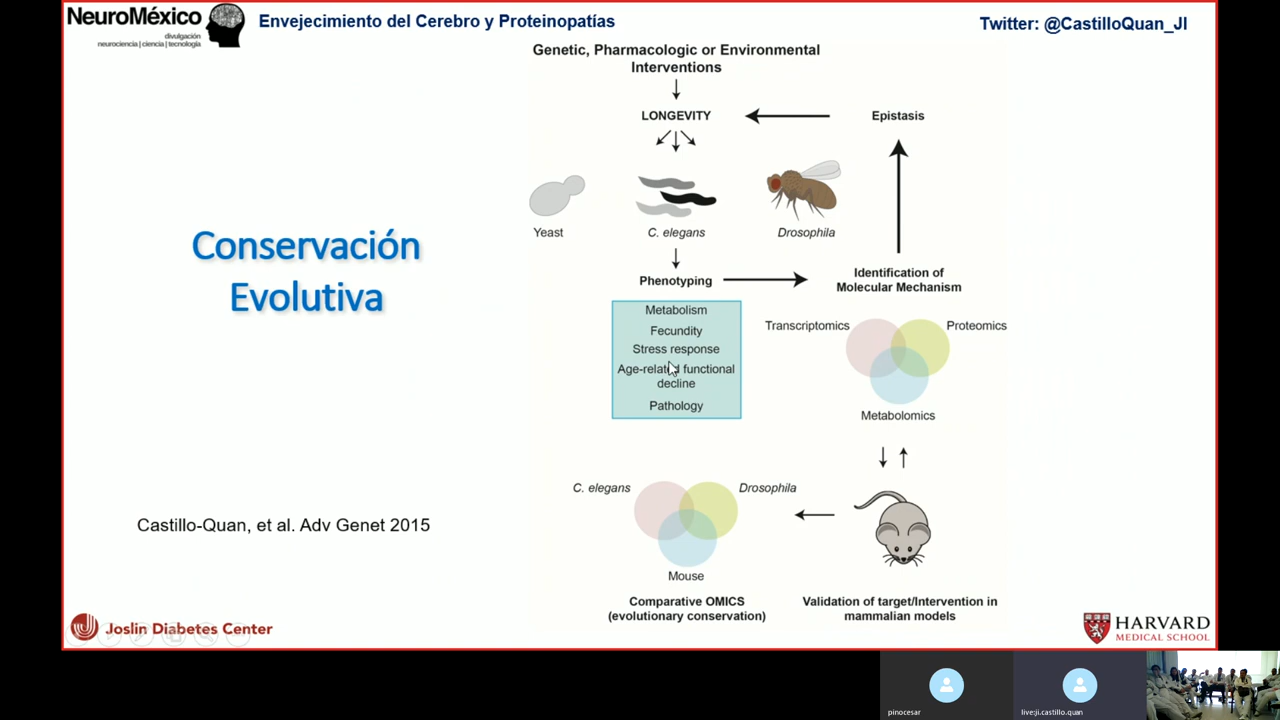 NeuroMéxico
divulgación
neurociencia | ciencia | tecnología
Envejecimiento del Cerebro y Proteinopatías
Twitter: @CastilloQuan_JI
Genetic, Pharmacologic or Environmental
Interventions
LONGEVITY
Epistasis
Yeast
C. elegans
Drosophila
Conservación
Evolutiva
Phenotyping
Identification of
Molecular Mechanism
Metabolism
Fecundity
Stress response
Age-related functional
decline
Pathology
Transcriptomics
Proteomics
Metabolomics
C. elegans
Drosophila
Mouse
Castillo-Quan, et al. Adv Genet 2015
Comparative OMICS
(evolutionary conservation)
Validation of target/Intervention in
mammalian models
Joslin Diabetes Center
HARVARD
MEDICAL SCHOOL
pinocesar
live:ji.castillo.quan